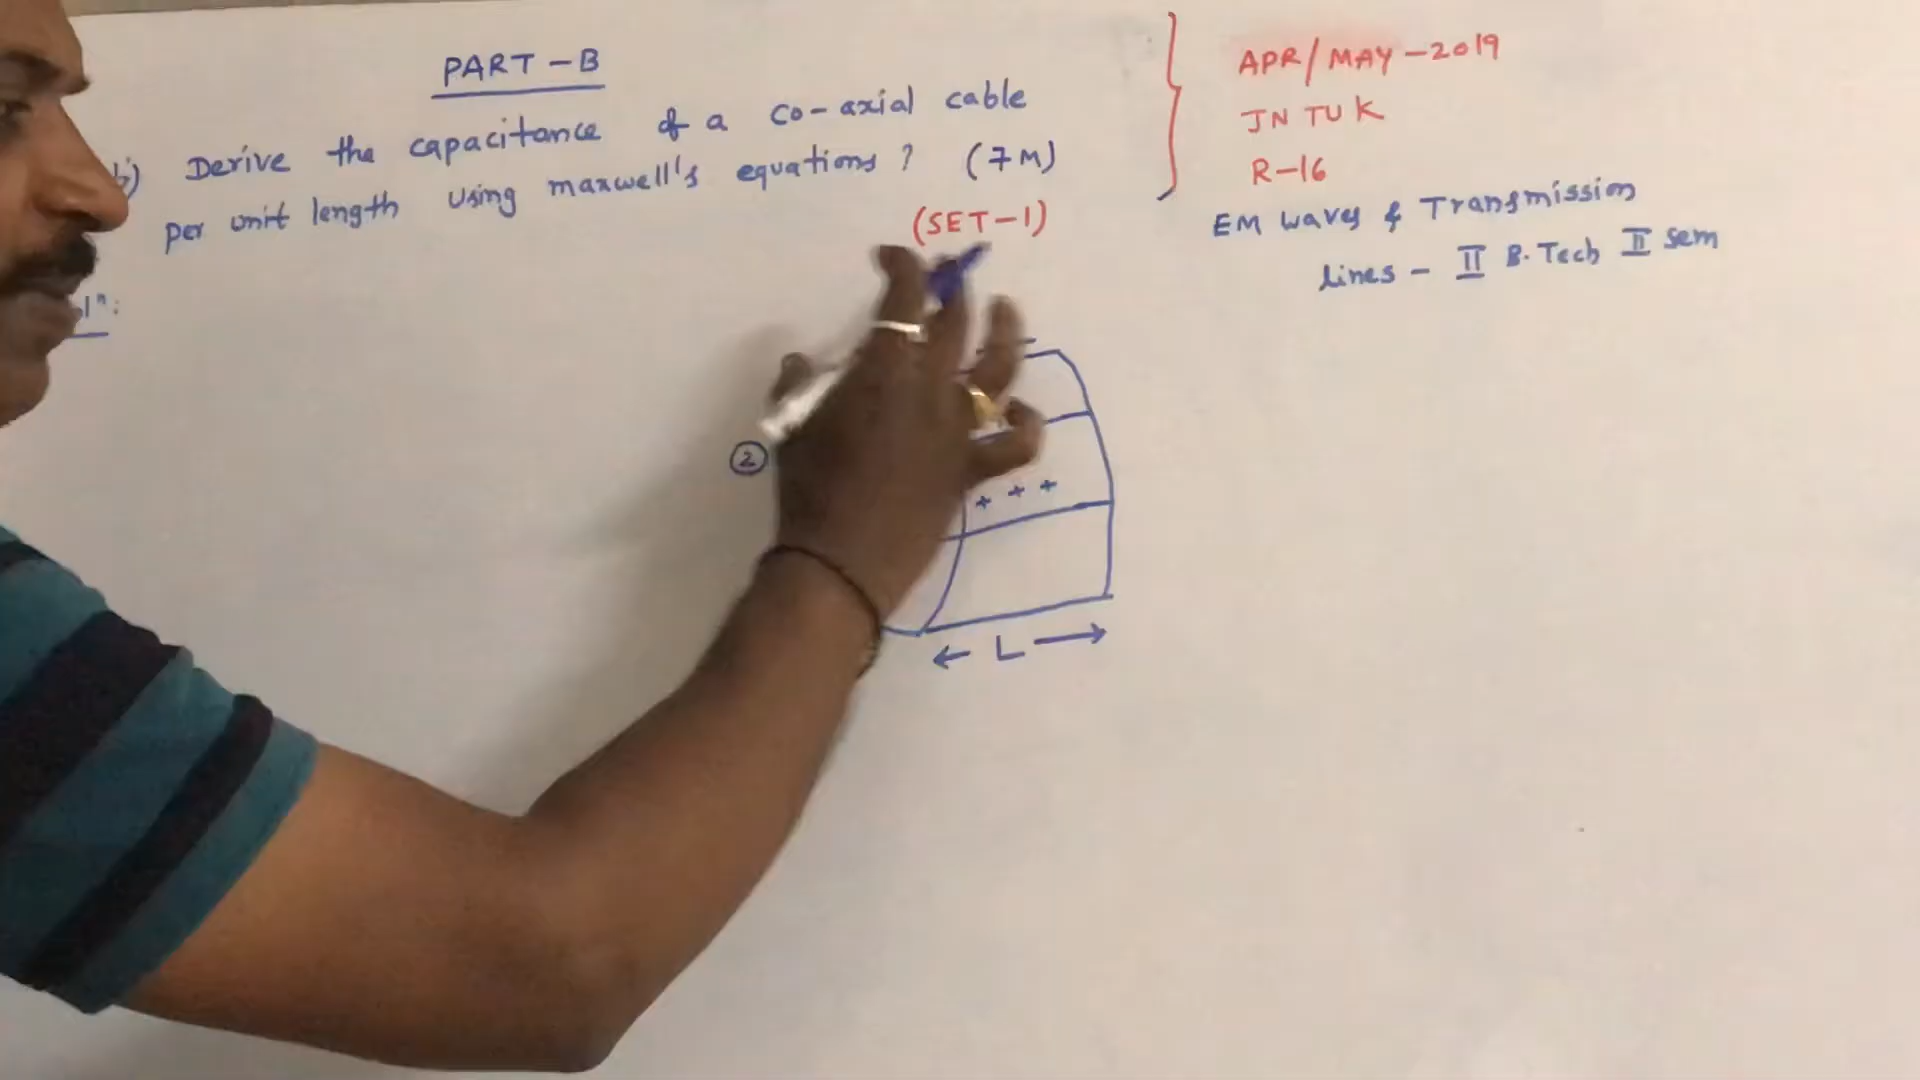 PART-B
b) Derive the capacitance of a co-axial cable
per unit length using maxwell's equations? (7M)
(SET-1)
APR/MAY-2019
JNTUK
R-16
EM waves & Transmission
lines - II B.Tech II sem
②
+ + +
L